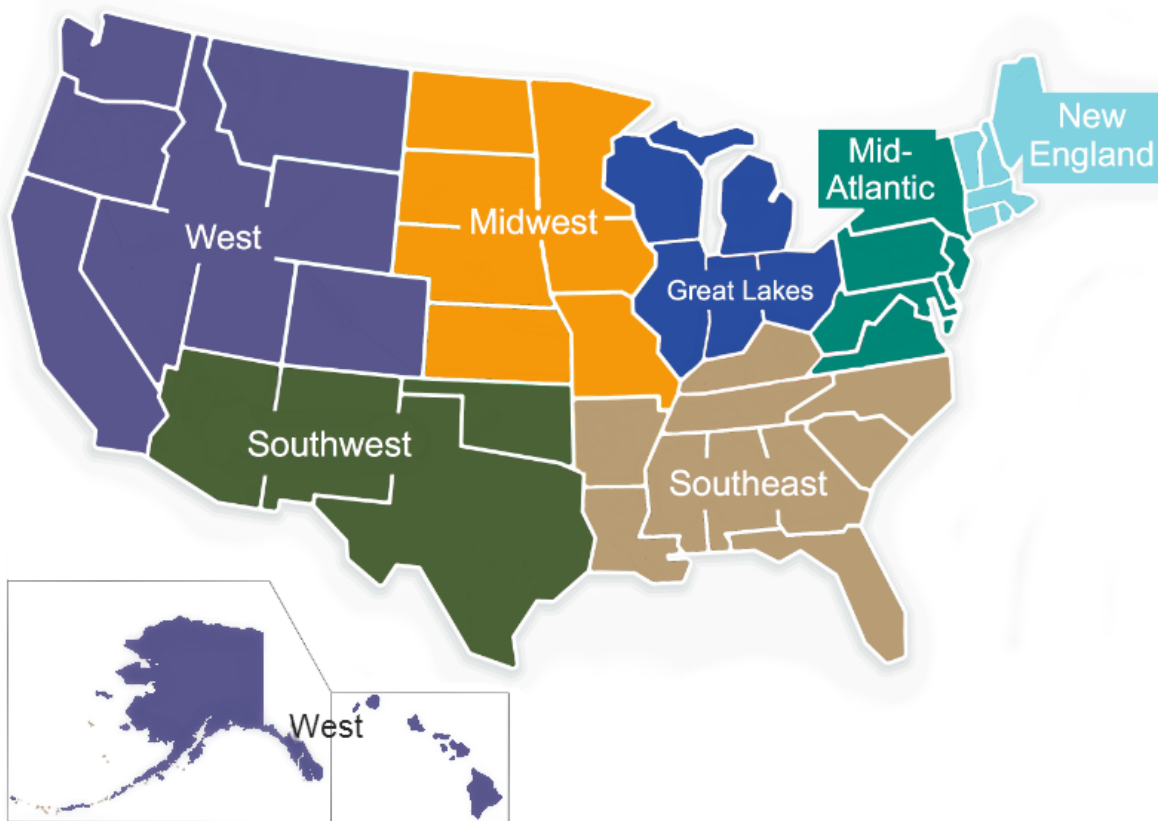 New
England
Mid-
Atlantic
West
Midwest
Great Lakes
Southwest
Southeast
West